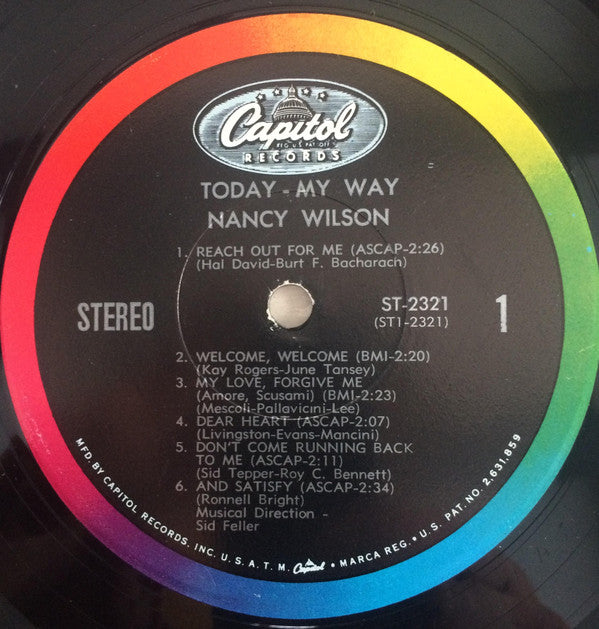 Capitol
REG. U.S. PAT. OFF.
RECORDS
TODAY - MY WAY
NANCY WILSON
1. REACH OUT FOR ME (ASCAP-2:26)
(Hal David-Burt F. Bacharach)
STEREO
ST-2321
(ST1-2321)
1
2. WELCOME, WELCOME (BMI-2:20)
(Kay Rogers-June Tansey)
3. MY LOVE, FORGIVE ME
(Amore, Scusami) (BMI-2:23)
(Mescoli-Pallavicini-Lee)
4. DEAR HEART (ASCAP-2:07)
(Livingston-Evans-Mancini)
5. DON'T COME RUNNING BACK
TO ME (ASCAP-2:11)
(Sid Tepper-Roy C. Bennett)
6. AND SATISFY (ASCAP-2:34)
(Ronnell Bright)
Musical Direction -
Sid Feller
MFD. BY CAPITOL RECORDS, INC. U.S.A. T.M. Capitol • MARCA REG. • U.S. PAT. NO. 2,631,859